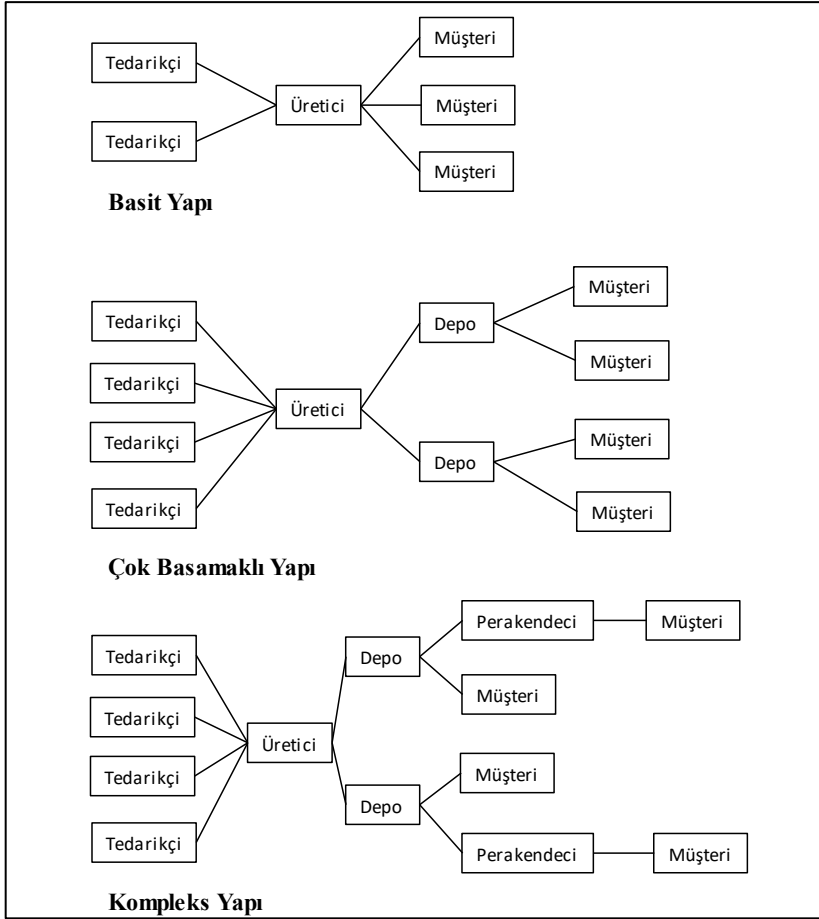 Müşteri
Tedarikçi
Üretici
Müşteri
Tedarikçi
Müşteri
Basit Yapı
Müşteri
Tedarikçi
Depo
Müşteri
Tedarikçi
Üretici
Tedarikçi
Müşteri
Depo
Tedarikçi
Müşteri
Çok Basamaklı Yapı
Perakendeci
Müşteri
Tedarikçi
Depo
Müşteri
Tedarikçi
Üretici
Tedarikçi
Müşteri
Depo
Tedarikçi
Perakendeci
Müşteri
Kompleks Yapı